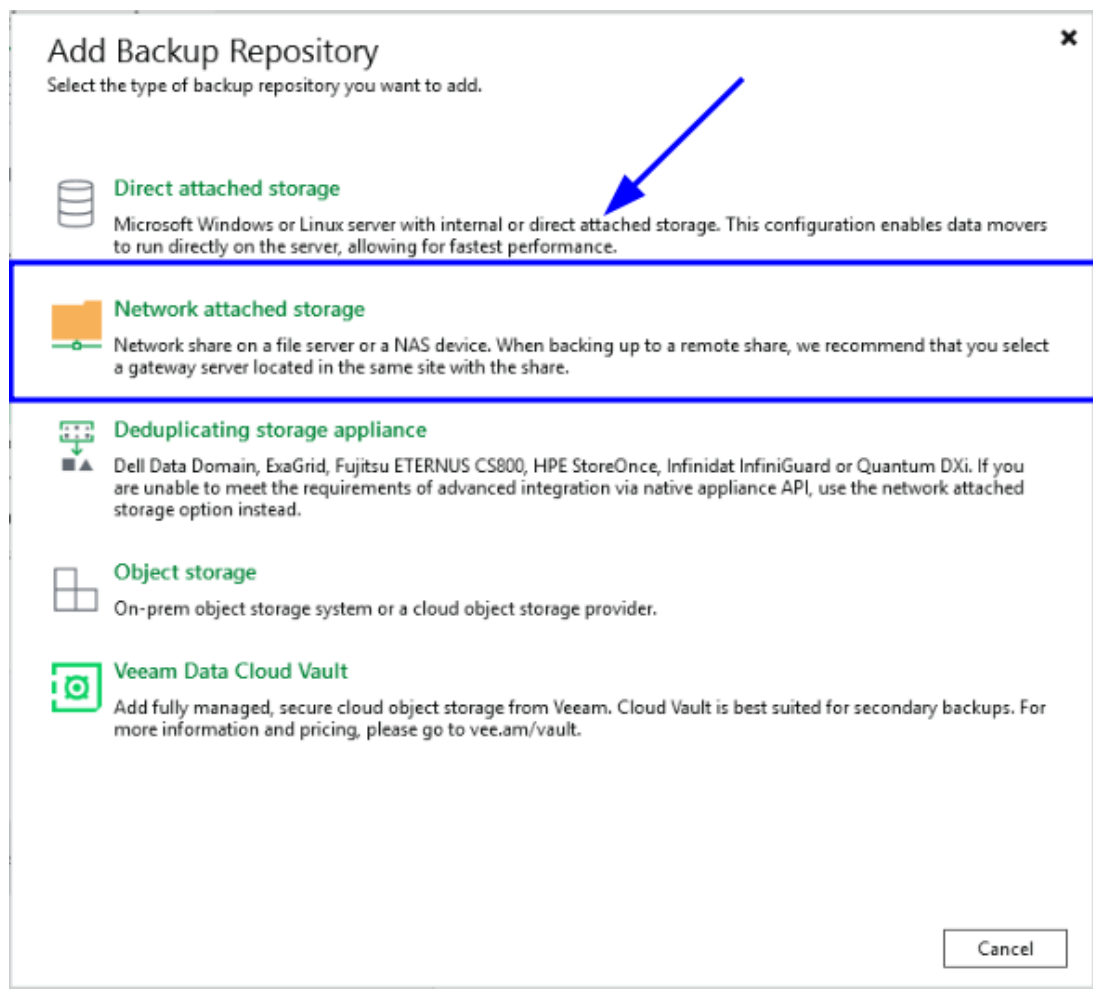 Add Backup Repository
Select the type of backup repository you want to add.
Direct attached storage
Microsoft Windows or Linux server with internal or direct attached storage. This configuration enables data movers
to run directly on the server, allowing for fastest performance.
Network attached storage
Network share on a file server or a NAS device. When backing up to a remote share, we recommend that you select
a gateway server located in the same site with the share.
Deduplicating storage appliance
Dell Data Domain, ExaGrid, Fujitsu ETERNUS CS800, HPE StoreOnce, Infinidat InfiniGuard or Quantum DXi. If you
are unable to meet the requirements of advanced integration via native appliance API, use the network attached
storage option instead.
Object storage
On-prem object storage system or a cloud object storage provider.
Veeam Data Cloud Vault
Add fully managed, secure cloud object storage from Veeam. Cloud Vault is best suited for secondary backups. For
more information and pricing, please go to vee.am/vault.
Cancel